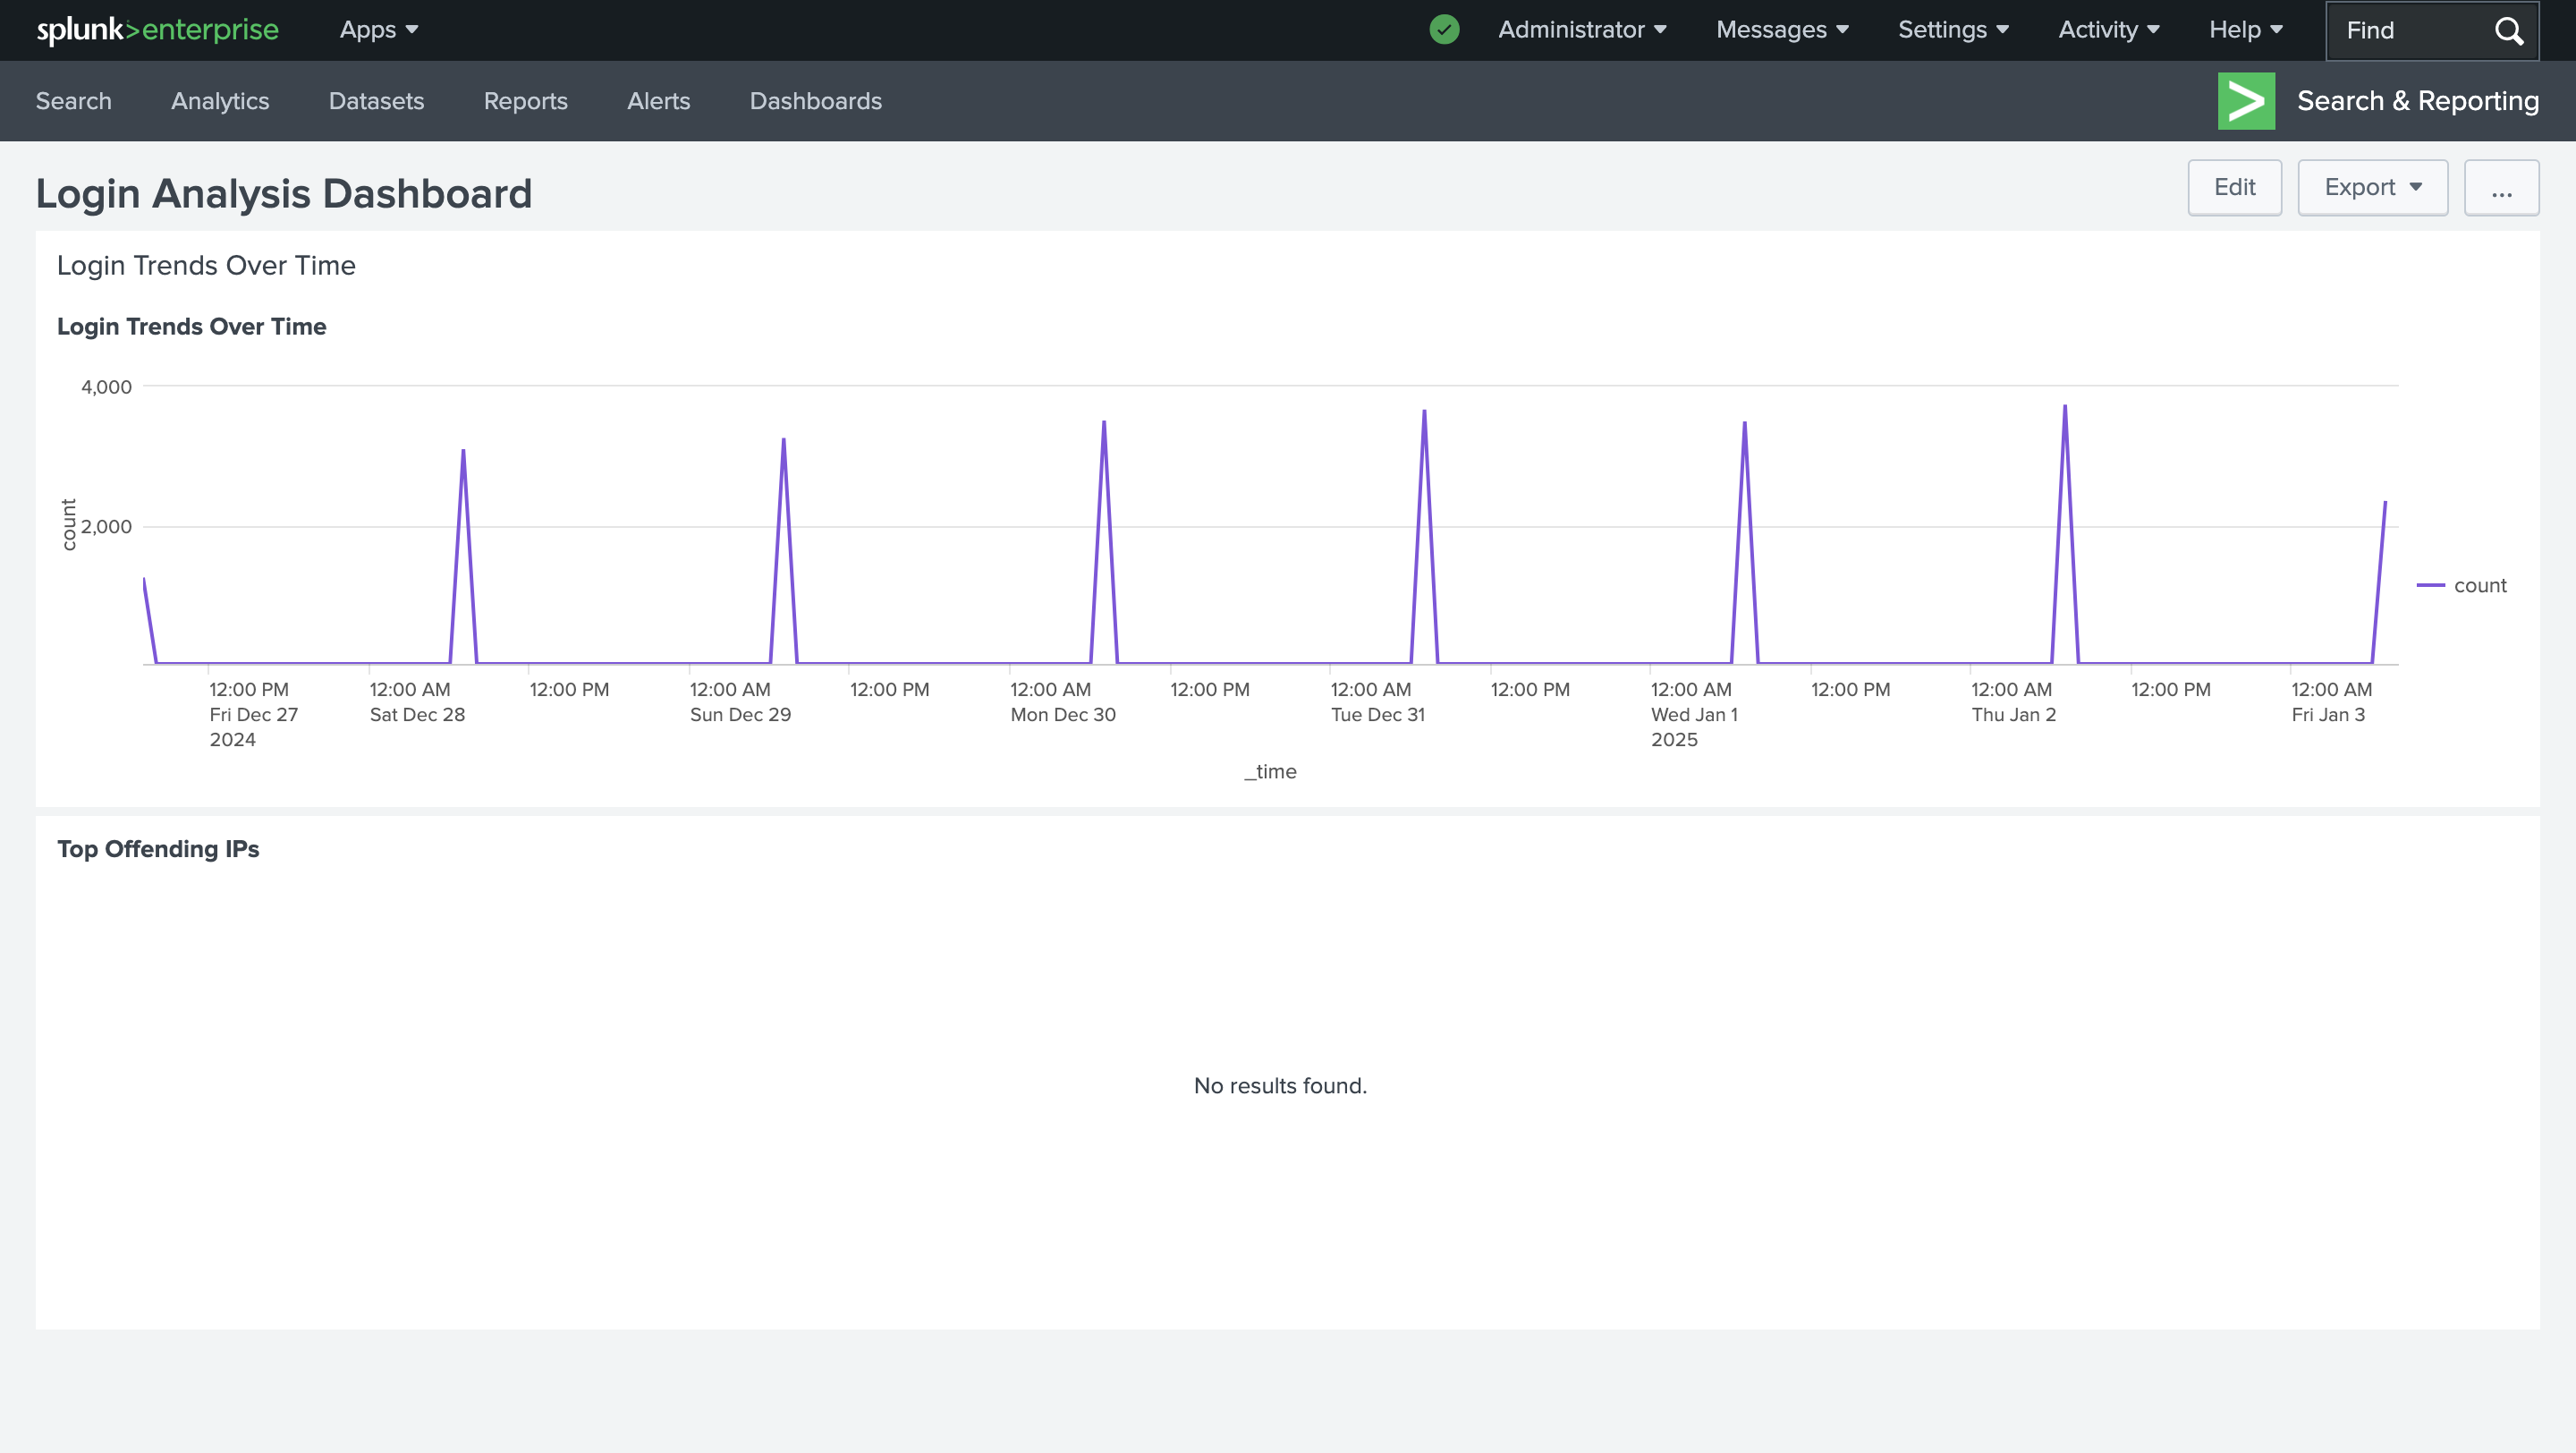 splunk>enterprise Apps Administrator Messages Settings Activity Help Find
Search Analytics Datasets Reports Alerts Dashboards Search & Reporting
Login Analysis Dashboard Edit Export ...
Login Trends Over Time
Login Trends Over Time
4,000
2,000
count
count
12:00 PM 12:00 AM 12:00 PM 12:00 AM 12:00 PM 12:00 AM 12:00 PM 12:00 AM 12:00 PM 12:00 AM 12:00 PM 12:00 AM 12:00 PM 12:00 AM
Fri Dec 27 Sat Dec 28 Sun Dec 29 Mon Dec 30 Tue Dec 31 Wed Jan 1 Thu Jan 2 Fri Jan 3
2024 2025
_time
Top Offending IPs
No results found.